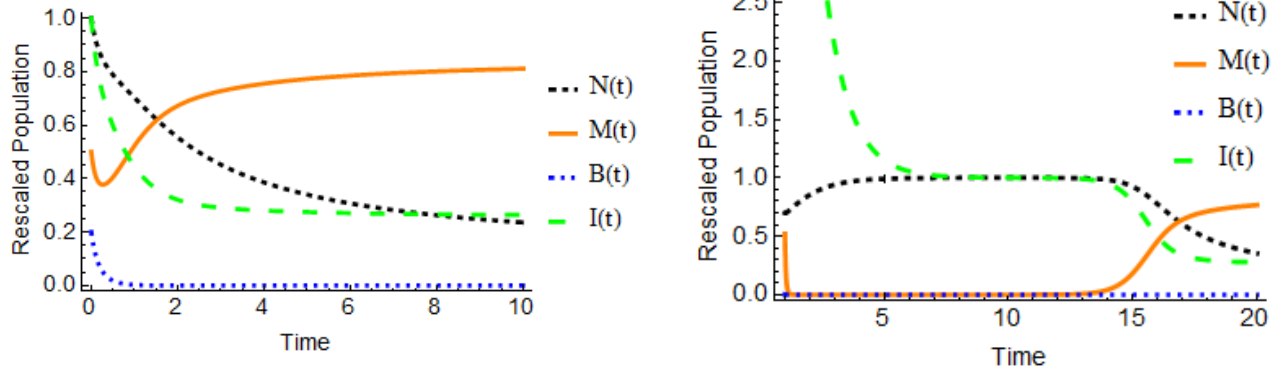 Rescaled Population
1.0
0.8
0.6
0.4
0.2
0.0
0 2 4 6 8 10
Time
N(t)
M(t)
B(t)
I(t)
Rescaled Population
2.5
2.0
1.5
1.0
0.5
0.0
5 10 15 20
Time
N(t)
M(t)
B(t)
I(t)